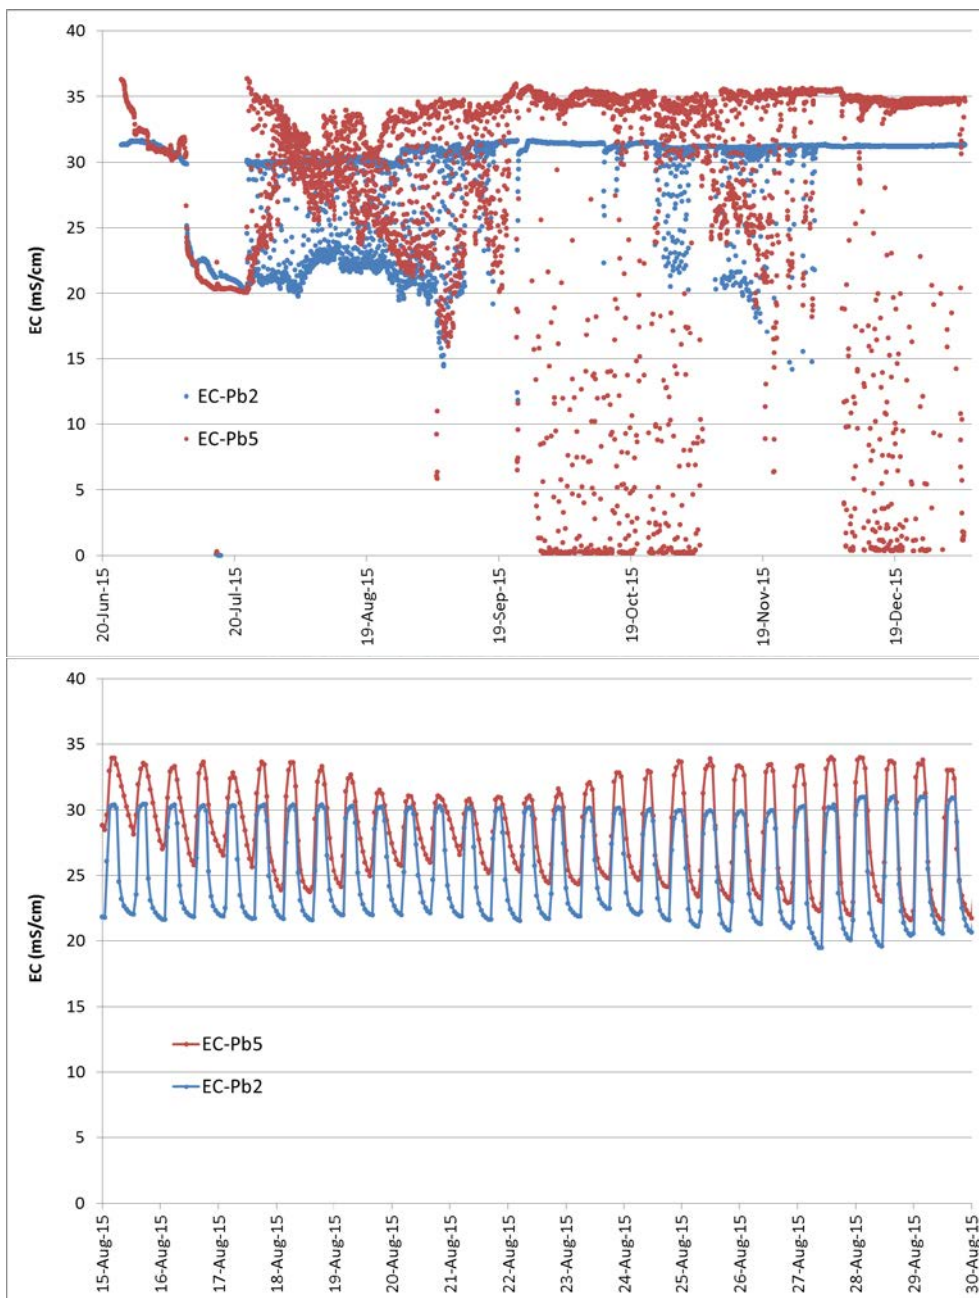 40
35
30
25
20
15
10
5
0
EC (mS/cm)
EC-Pb2
EC-Pb5
20-Jun-15
20-Jul-15
19-Aug-15
19-Sep-15
19-Oct-15
19-Nov-15
19-Dec-15
40
35
30
25
20
15
10
5
0
EC (mS/cm)
EC-Pb5
EC-Pb2
15-Aug-15
16-Aug-15
17-Aug-15
18-Aug-15
19-Aug-15
20-Aug-15
21-Aug-15
22-Aug-15
23-Aug-15
24-Aug-15
25-Aug-15
26-Aug-15
27-Aug-15
28-Aug-15
29-Aug-15
30-Aug-15